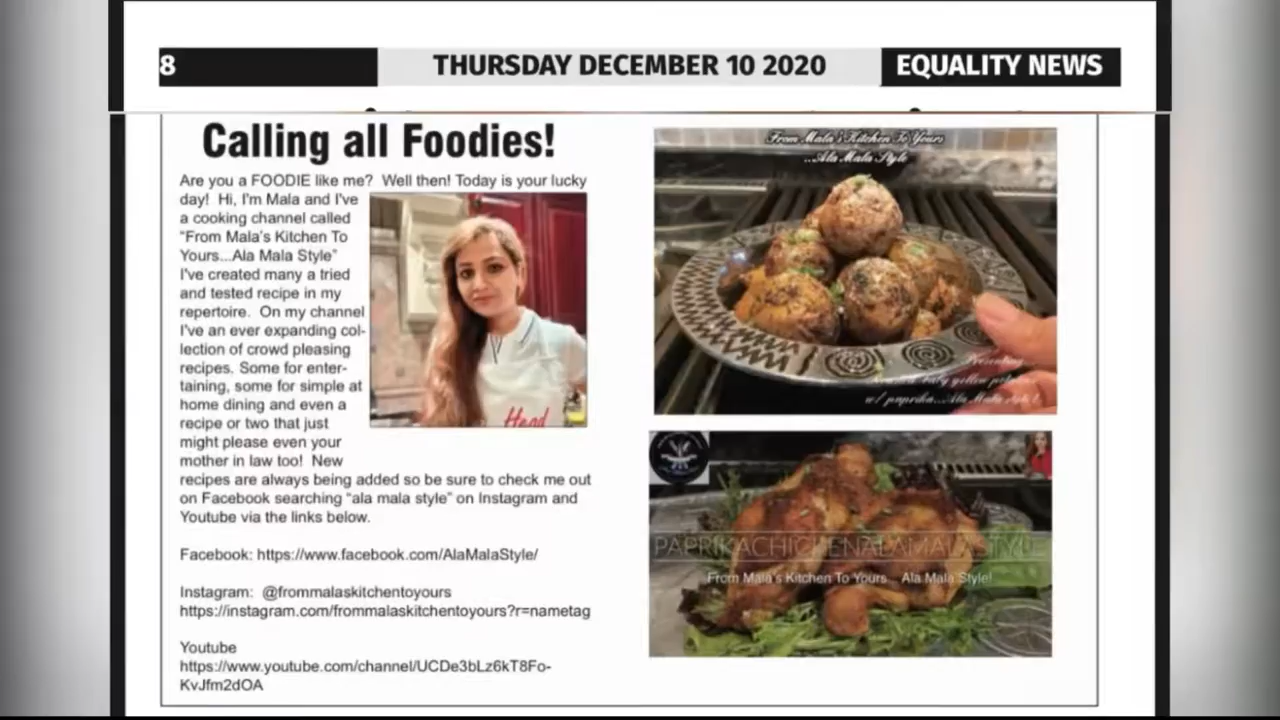 8
THURSDAY DECEMBER 10 2020
EQUALITY NEWS
Calling all Foodies!
Are you a FOODIE like me? Well then! Today is your lucky
day! Hi, I'm Mala and I've
a cooking channel called
“From Mala's Kitchen To
Yours...Ala Mala Style”
I've created many a tried
and tested recipe in my
repertoire. On my channel
I've an ever expanding col-
lection of crowd pleasing
recipes. Some for enter-
taining, some for simple at
home dining and even a
recipe or two that just
might please even your
mother in law too! New
recipes are always being added so be sure to check me out
on Facebook searching “ala mala style” on Instagram and
Youtube via the links below.
Facebook: https://www.facebook.com/AlaMalaStyle/
Instagram: @frommalaskitchentoyours
https://instagram.com/frommalaskitchentoyours?r=nametag
Youtube
https://www.youtube.com/channel/UCDe3bLz6kT8Fo-
KvJfm2dOA
Head
From Mala's Kitchen To Yours
...Ala Mala Style
Presenting
w/ paprika...Ala Mala style!
PAPRIKACHICHENALAMALASTYLE
From Mala's Kitchen To Yours... Ala Mala Style!